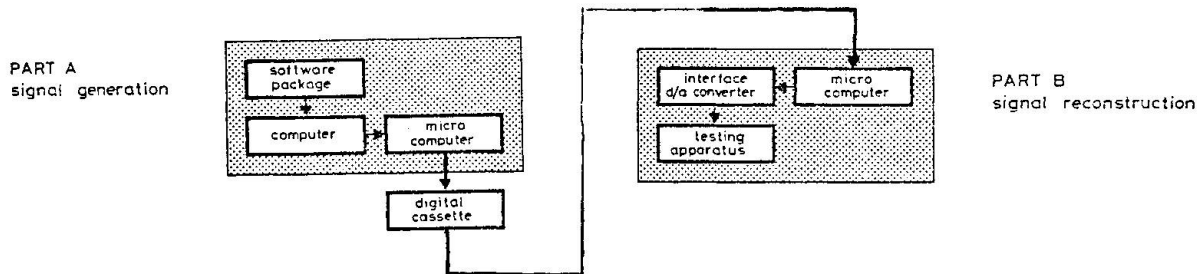 PART A
signal generation
software
package
computer
micro
computer
digital
cassette
interface
d/a converter
micro
computer
testing
apparatus
PART B
signal reconstruction